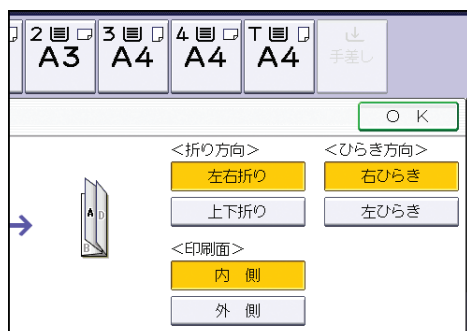 2 3 4 T
A3 A4 A4 A4 手差し
O K
<折り方向> <ひらき方向>
左右折り 右ひらき
A D
上下折り 左ひらき
B
<印刷面>
内 側
外 側